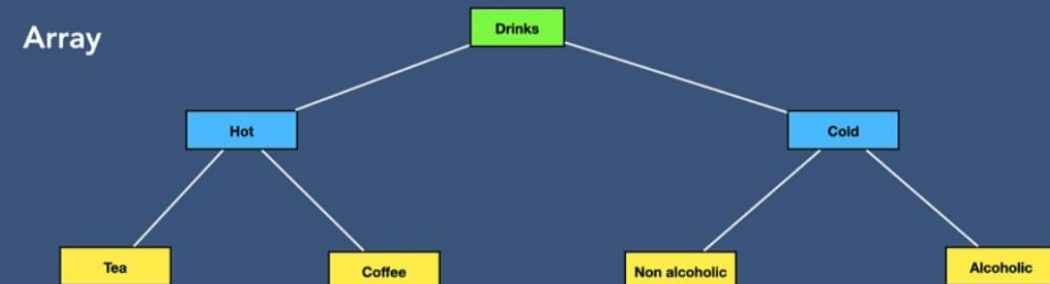 Array
Drinks
Hot
Cold
Tea
Coffee
Non alcoholic
Alcoholic